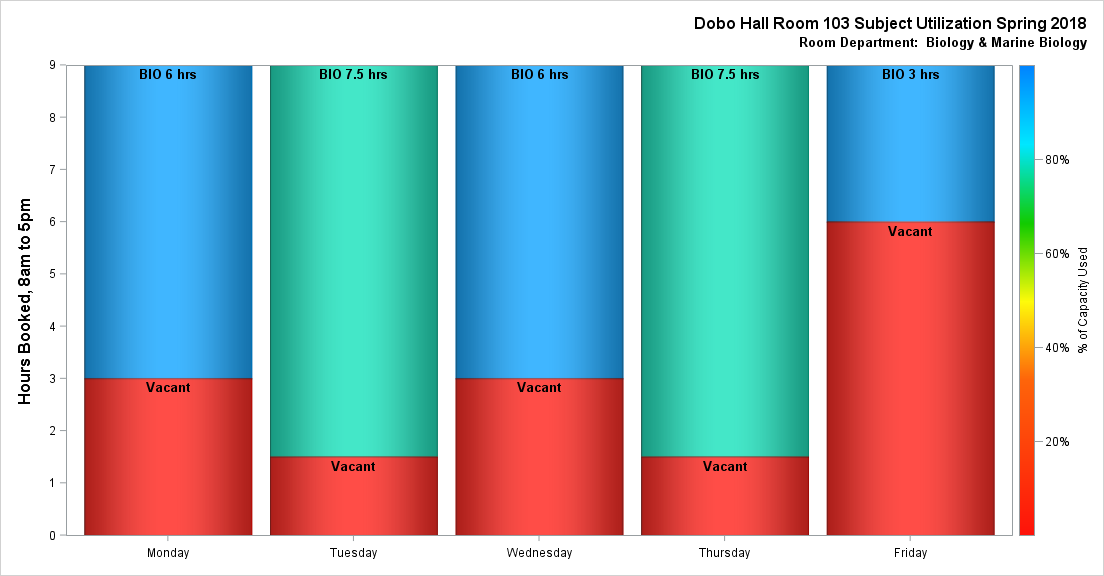 Dobo Hall Room 103 Subject Utilization Spring 2018
Room Department: Biology & Marine Biology
Hours Booked, 8am to 5pm
9
8
7
6
5
4
3
2
1
0
BIO 6 hrs
BIO 7.5 hrs
BIO 6 hrs
BIO 7.5 hrs
BIO 3 hrs
Vacant
Vacant
Vacant
Vacant
Vacant
Monday
Tuesday
Wednesday
Thursday
Friday
80%
60%
40%
20%
% of Capacity Used